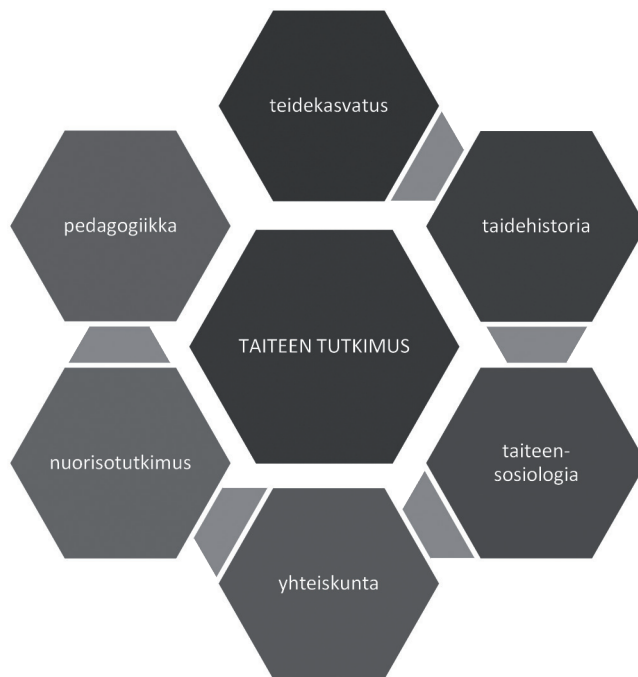 teidekasvatus
pedagogiikka
taidehistoria
TAITEEN TUTKIMUS
nuorisotutkimus
taiteen-
sosiologia
yhteiskunta